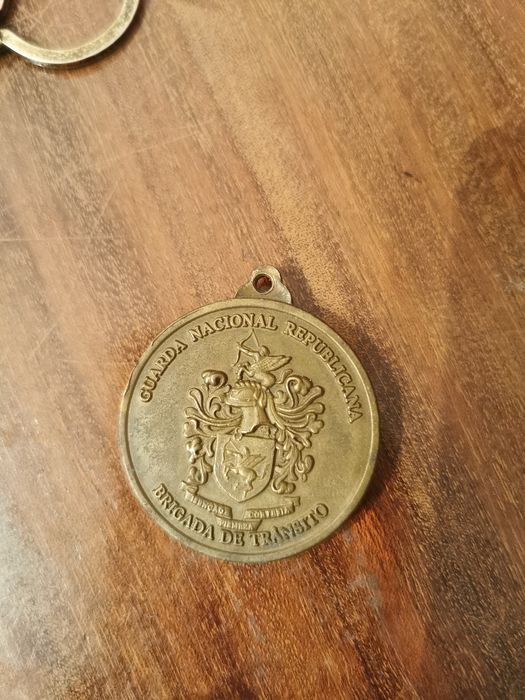 GUARDA NACIONAL REPUBLICANA
BRIGADA DE TRÂNSITO